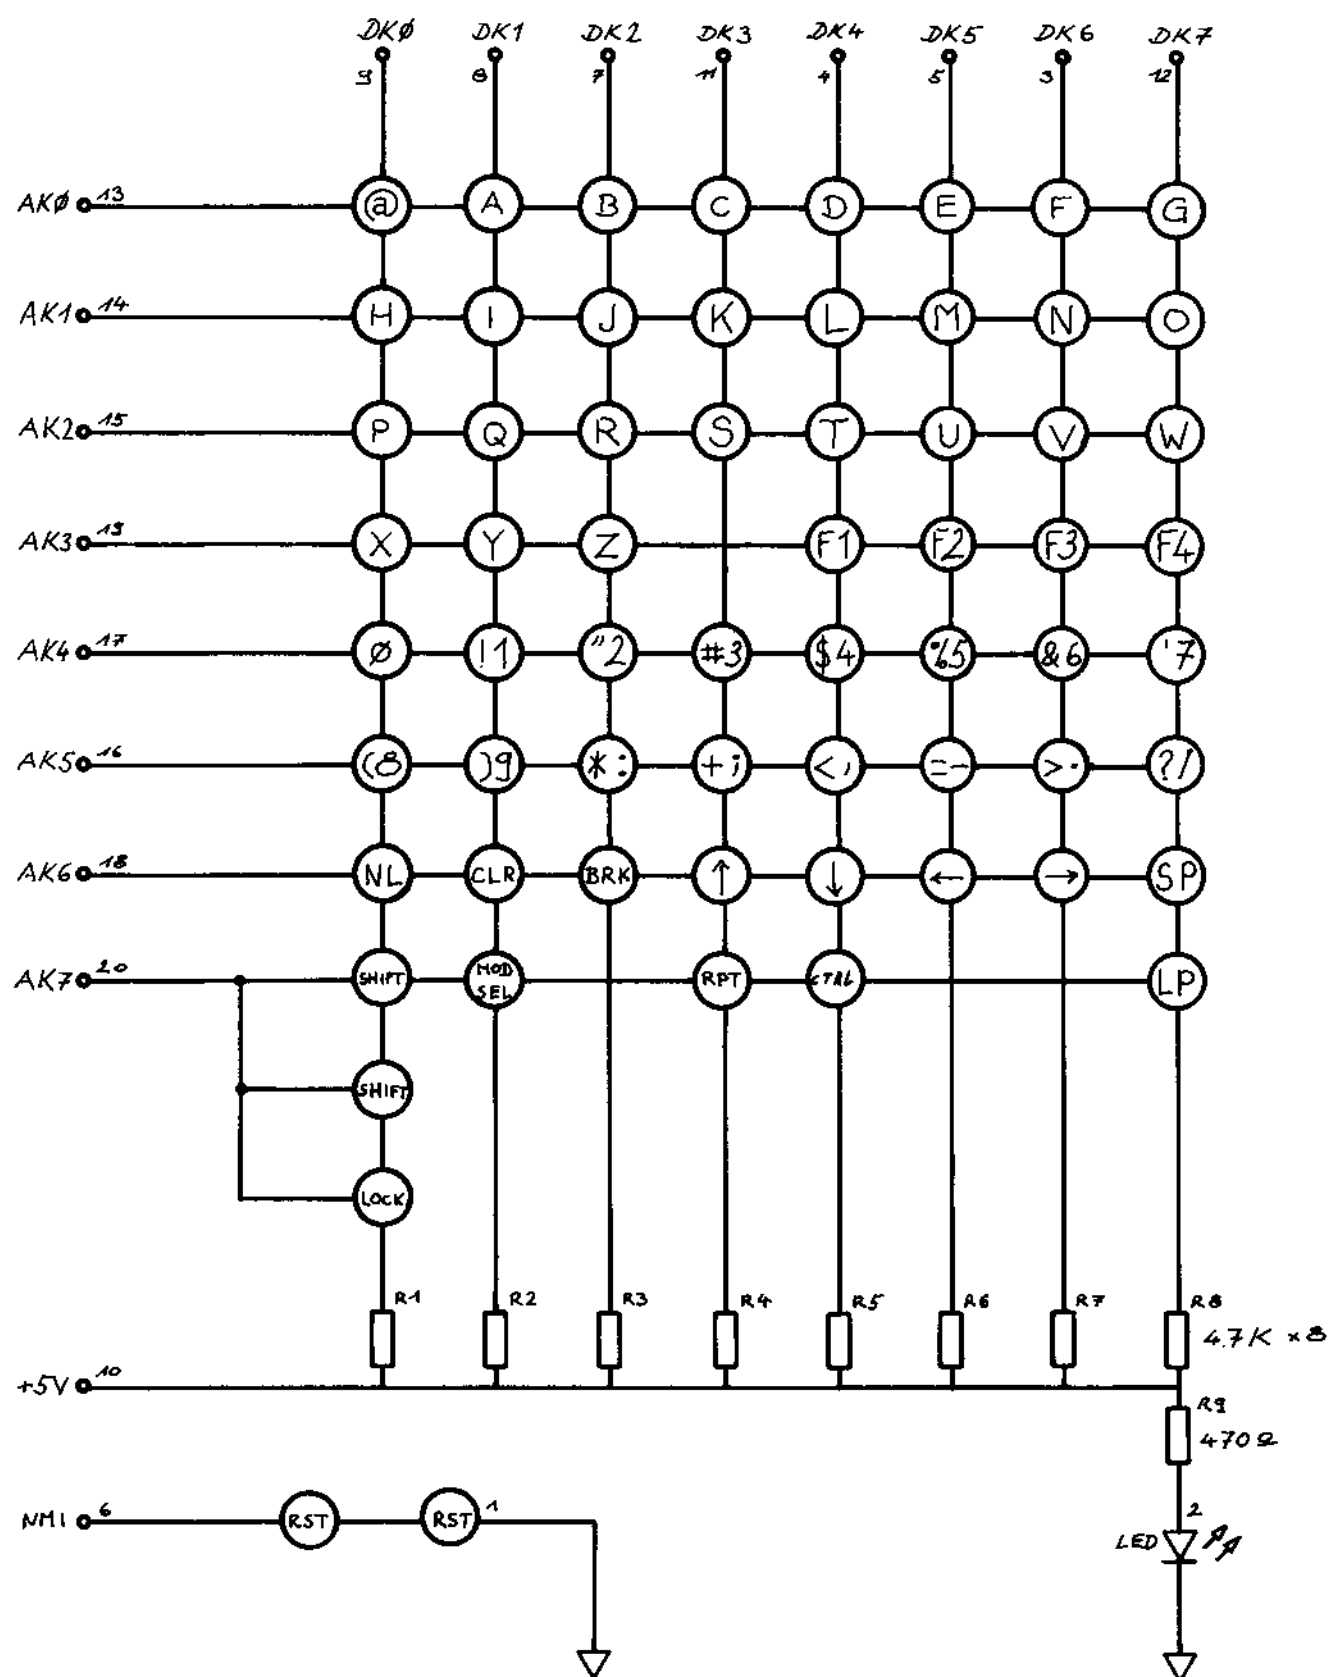 DKØ DK1 DK2 DK3 DK4 DK5 DK6 DK7
9 8 7 11 4 5 3 12
AKØ 13 @ A B C D E F G
AK1 14 H I J K L M N O
AK2 15 P Q R S T U V W
AK3 19 X Y Z F1 F2 F3 F4
AK4 17 Ø !1 "2 #3 $4 %5 &6 '7
AK5 16 (8 )9 *: +; <, =- >. ?/
AK6 18 NL CLR BRK ↑ ↓ ← → SP
AK7 20 SHIFT MOD SEL RPT CTRL LP
SHIFT
LOCK
R1 R2 R3 R4 R5 R6 R7 R8
4.7K ×8
+5V 10
R9
470Ω
NMI 6 RST RST 1
2
LED